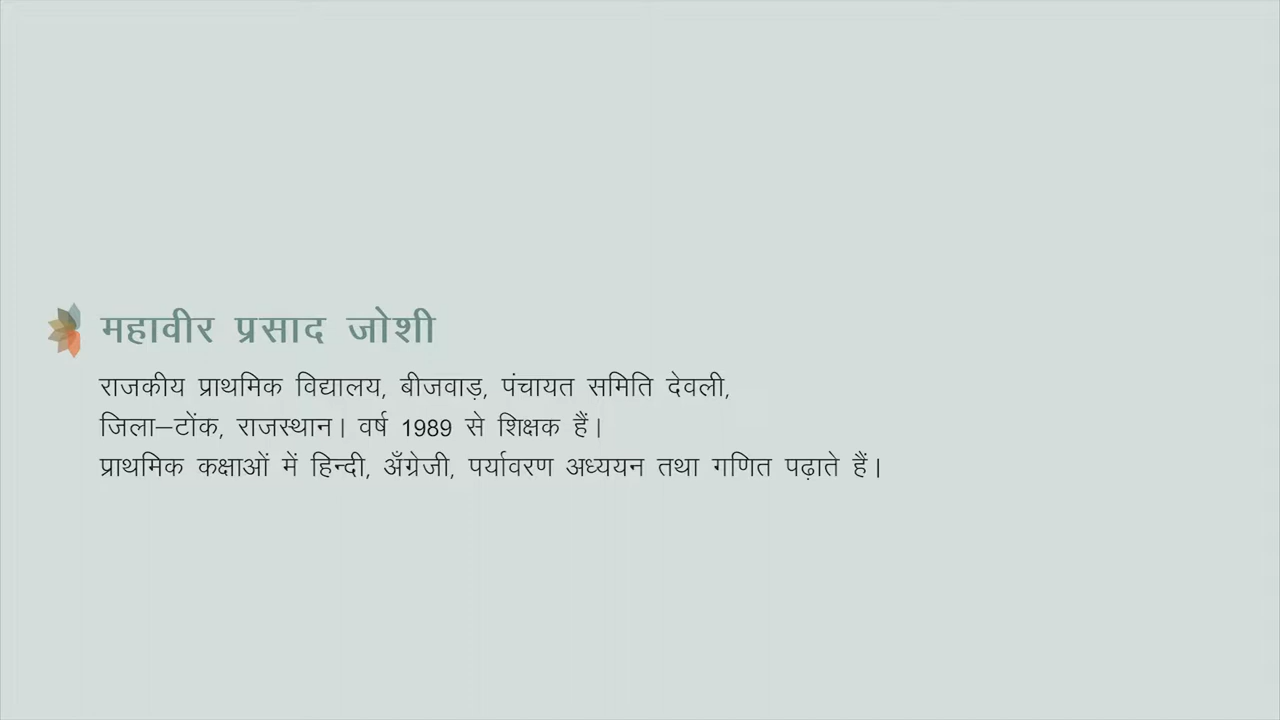 महावीर प्रसाद जोशी
राजकीय प्राथमिक विद्यालय, बीजवाड़, पंचायत समिति देवली,
जिला–टोंक, राजस्थान। वर्ष 1989 से शिक्षक हैं।
प्राथमिक कक्षाओं में हिन्दी, अँग्रेजी, पर्यावरण अध्ययन तथा गणित पढ़ाते हैं।